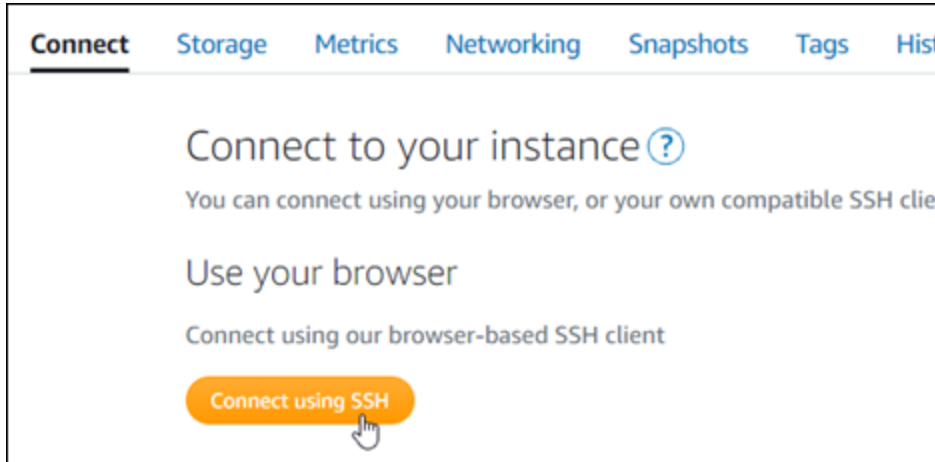 Connect Storage Metrics Networking Snapshots Tags
Connect to your instance ?
You can connect using your browser, or your own compatible SSH
Use your browser
Connect using our browser-based SSH client
Connect using SSH